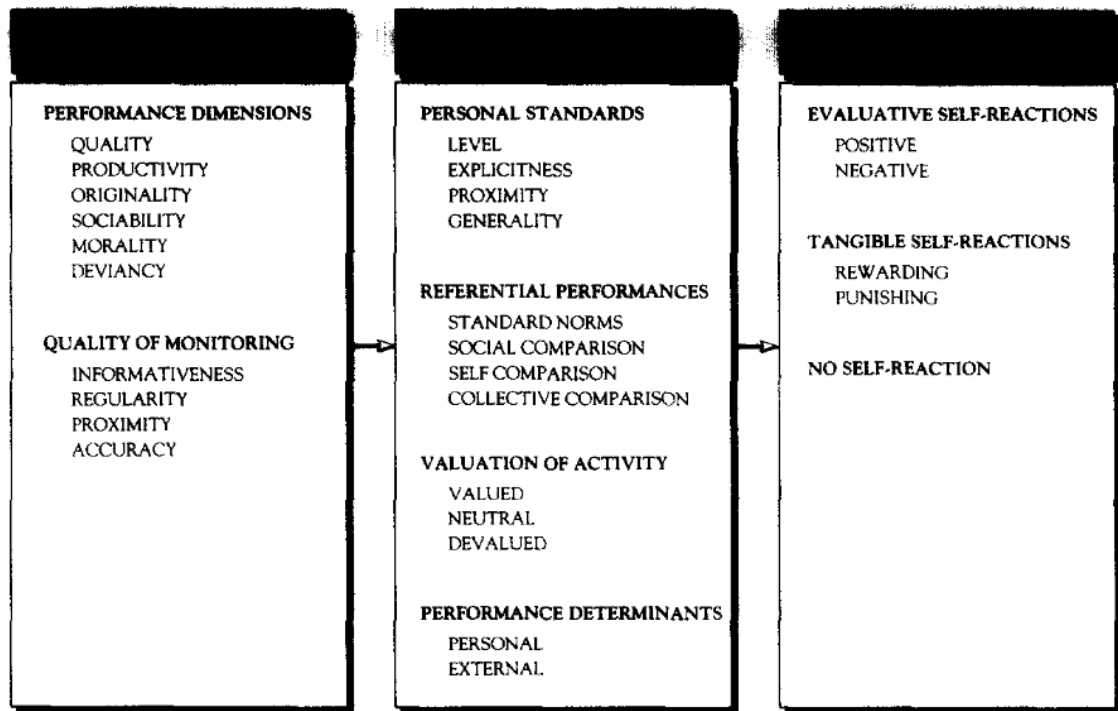 PERFORMANCE DIMENSIONS
QUALITY
PRODUCTIVITY
ORIGINALITY
SOCIABILITY
MORALITY
DEVIANCY
QUALITY OF MONITORING
INFORMATIVENESS
REGULARITY
PROXIMITY
ACCURACY
PERSONAL STANDARDS
LEVEL
EXPLICITNESS
PROXIMITY
GENERALITY
REFERENTIAL PERFORMANCES
STANDARD NORMS
SOCIAL COMPARISON
SELF COMPARISON
COLLECTIVE COMPARISON
VALUATION OF ACTIVITY
VALUED
NEUTRAL
DEVALUED
PERFORMANCE DETERMINANTS
PERSONAL
EXTERNAL
EVALUATIVE SELF-REACTIONS
POSITIVE
NEGATIVE
TANGIBLE SELF-REACTIONS
REWARDING
PUNISHING
NO SELF-REACTION